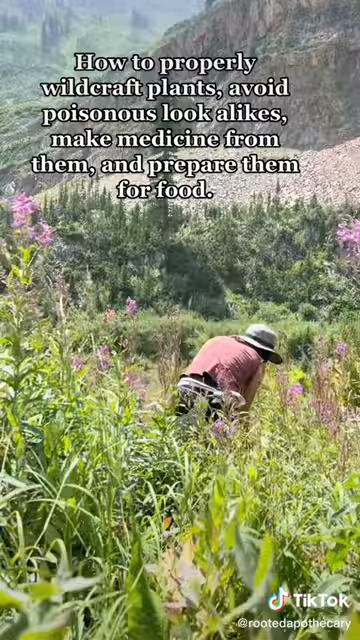 How to properly
wildcraft plants, avoid
poisonous look alikes,
make medicine from
them, and prepare them
for food.
TikTok
@rootedapothecary